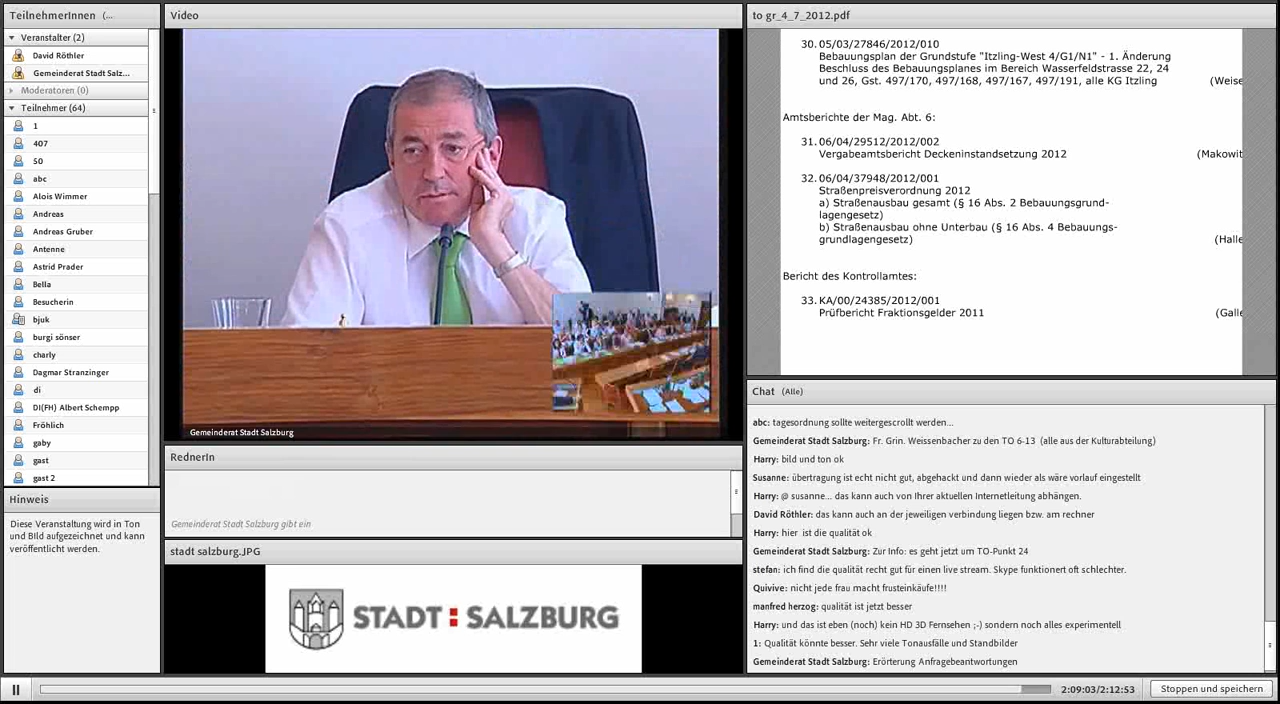 TeilnehmerInnen (...
Veranstalter (2)
David Röthler
Gemeinderat Stadt Salz...
Moderatoren (0)
Teilnehmer (64)
1
407
50
abc
Alois Wimmer
Andreas
Andreas Gruber
Antenne
Astrid Prader
Bella
Besucherin
bjuk
burgi sönser
charly
Dagmar Stranzinger
di
DI(FH) Albert Schempp
Fröhlich
gaby
gast
gast 2
Hinweis
Diese Veranstaltung wird in Ton
und BIld aufgezeichnet und kann
veröffentlicht werden.
Video
Gemeinderat Stadt Salzburg
RednerIn
Gemeinderat Stadt Salzburg gibt ein
stadt salzburg.JPG
STADT : SALZBURG
to gr_4_7_2012.pdf
30. 05/03/27846/2012/010
Bebauungsplan der Grundstufe "Itzling-West 4/G1/N1" - 1. Änderung
Beschluss des Bebauungsplanes im Bereich Wasserfeldstrasse 22, 24
und 26, Gst. 497/170, 497/168, 497/167, 497/191, alle KG Itzling (Weise
Amtsberichte der Mag. Abt. 6:
31. 06/04/29512/2012/002
Vergabeamtsbericht Deckeninstandsetzung 2012 (Makowit
32. 06/04/37948/2012/001
Straßenpreisverordnung 2012
a) Straßenausbau gesamt (§ 16 Abs. 2 Bebauungsgrund-
lagengesetz)
b) Straßenausbau ohne Unterbau (§ 16 Abs. 4 Bebauungs-
grundlagengesetz) (Halle
Bericht des Kontrollamtes:
33. KA/00/24385/2012/001
Prüfbericht Fraktionsgelder 2011 (Galle
Chat (Alle)
abc: tagesordnung sollte weitergescrollt werden...
Gemeinderat Stadt Salzburg: Fr. Grin. Weissenbacher zu den TO 6-13 (alle aus der Kulturabteilung)
Harry: bild und ton ok
Susanne: übertragung ist echt nicht gut, abgehackt und dann wieder als wäre vorlauf eingestellt
Harry: @ susanne... das kann auch von Ihrer aktuellen Internetleitung abhängen.
David Röthler: das kann auch an der jeweiligen verbindung liegen bzw. am rechner
Harry: hier ist die qualität ok
Gemeinderat Stadt Salzburg: Zur Info: es geht jetzt um TO-Punkt 24
stefan: ich find die qualität recht gut für einen live stream. Skype funktioniert oft schlechter.
Quivive: nicht jede frau macht frusteinkäufe!!!!
manfred herzog: qualität ist jetzt besser
Harry: und das ist eben (noch) kein HD 3D Fernsehen ;-) sondern noch alles experimentell
1: Qualität könnte besser. Sehr viele Tonausfälle und Standbilder
Gemeinderat Stadt Salzburg: Erörterung Anfragebeantwortungen
2:09:03/2:12:53
Stoppen und speichern